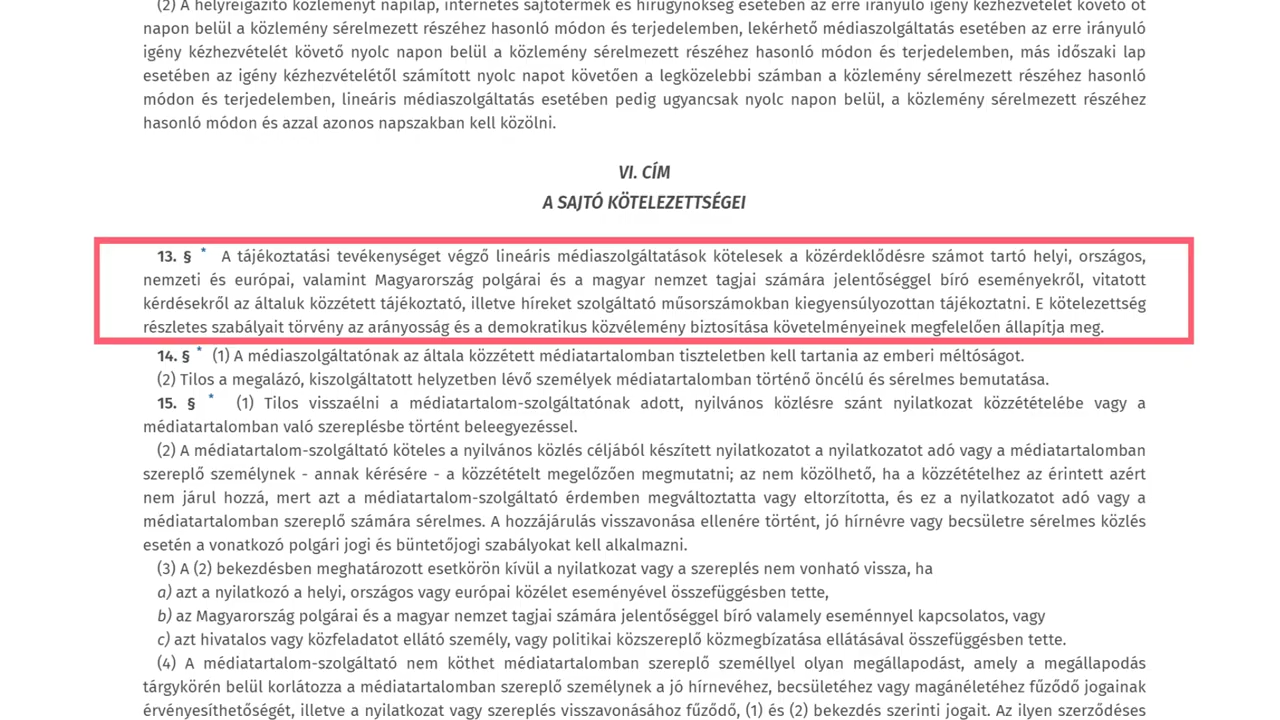 (2) A helyreigazító közleményt napilap, internetes sajtótermék és hírügynökség esetében az erre irányuló igény kézhezvételét követő öt
napon belül a közlemény sérelmezett részéhez hasonló módon és terjedelemben, lekérhető médiaszolgáltatás esetében az erre irányuló
igény kézhezvételét követő nyolc napon belül a közlemény sérelmezett részéhez hasonló módon és terjedelemben, más időszaki lap
esetében az igény kézhezvételétől számított nyolc napot követően a legközelebbi számban a közlemény sérelmezett részéhez hasonló
módon és terjedelemben, lineáris médiaszolgáltatás esetében pedig ugyancsak nyolc napon belül, a közlemény sérelmezett részéhez
hasonló módon és azzal azonos napszakban kell közölni.
VI. CÍM
A SAJTÓ KÖTELEZETTSÉGEI
13. § * A tájékoztatási tevékenységet végző lineáris médiaszolgáltatások kötelesek a közérdeklődésre számot tartó helyi, országos,
nemzeti és európai, valamint Magyarország polgárai és a magyar nemzet tagjai számára jelentőséggel bíró eseményekről, vitatott
kérdésekről az általuk közzétett tájékoztató, illetve híreket szolgáltató műsorszámokban kiegyensúlyozottan tájékoztatni. E kötelezettség
részletes szabályait törvény az arányosság és a demokratikus közvélemény biztosítása követelményeinek megfelelően állapítja meg.
14. § * (1) A médiaszolgáltatónak az általa közzétett médiatartalomban tiszteletben kell tartania az emberi méltóságot.
(2) Tilos a megalázó, kiszolgáltatott helyzetben lévő személyek médiatartalomban történő öncélú és sérelmes bemutatása.
15. § * (1) Tilos visszaélni a médiatartalom-szolgáltatónak adott, nyilvános közlésre szánt nyilatkozat közzétételébe vagy a
médiatartalomban való szereplésbe történt beleegyezéssel.
(2) A médiatartalom-szolgáltató köteles a nyilvános közlés céljából készített nyilatkozatot a nyilatkozatot adó vagy a médiatartalomban
szereplő személynek - annak kérésére - a közzétételt megelőzően megmutatni; az nem közölhető, ha a közzétételhez az érintett azért
nem járul hozzá, mert azt a médiatartalom-szolgáltató érdemben megváltoztatta vagy eltorzította, és ez a nyilatkozatot adó vagy a
médiatartalomban szereplő számára sérelmes. A hozzájárulás visszavonása ellenére történt, jó hírnévre vagy becsületre sérelmes közlés
esetén a vonatkozó polgári jogi és büntetőjogi szabályokat kell alkalmazni.
(3) A (2) bekezdésben meghatározott esetkörön kívül a nyilatkozat vagy a szereplés nem vonható vissza, ha
a) azt a nyilatkozó a helyi, országos vagy európai közélet eseményével összefüggésben tette,
b) az Magyarország polgárai és a magyar nemzet tagjai számára jelentőséggel bíró valamely eseménnyel kapcsolatos, vagy
c) azt hivatalos vagy közfeladatot ellátó személy, vagy politikai közszereplő közmegbízatása ellátásával összefüggésben tette.
(4) A médiatartalom-szolgáltató nem köthet médiatartalomban szereplő személlyel olyan megállapodást, amely a megállapodás
tárgykörén belül korlátozza a médiatartalomban szereplő személynek a jó hírnevéhez, becsületéhez vagy magánéletéhez fűződő jogainak
érvényesíthetőségét, illetve a nyilatkozat vagy szereplés visszavonásához fűződő, (1) és (2) bekezdés szerinti jogait. Az ilyen szerződéses